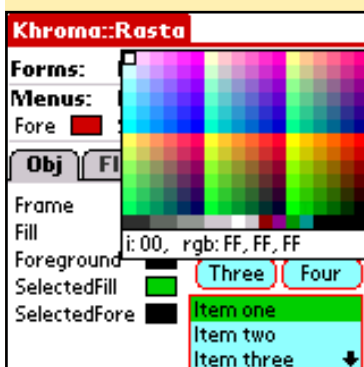 Khroma::Rasta
Forms:
Menus:
Fore
Obj
Frame
Fill
i: 00, rgb: FF, FF, FF
Foreground
Three Four
SelectedFill
Item one
SelectedFore
Item two
Item three